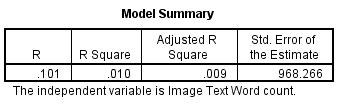 Model Summary
R R Square Adjusted R Square Std. Error of the Estimate
.101 .010 .009 968.266
The independent variable is Image Text Word count.